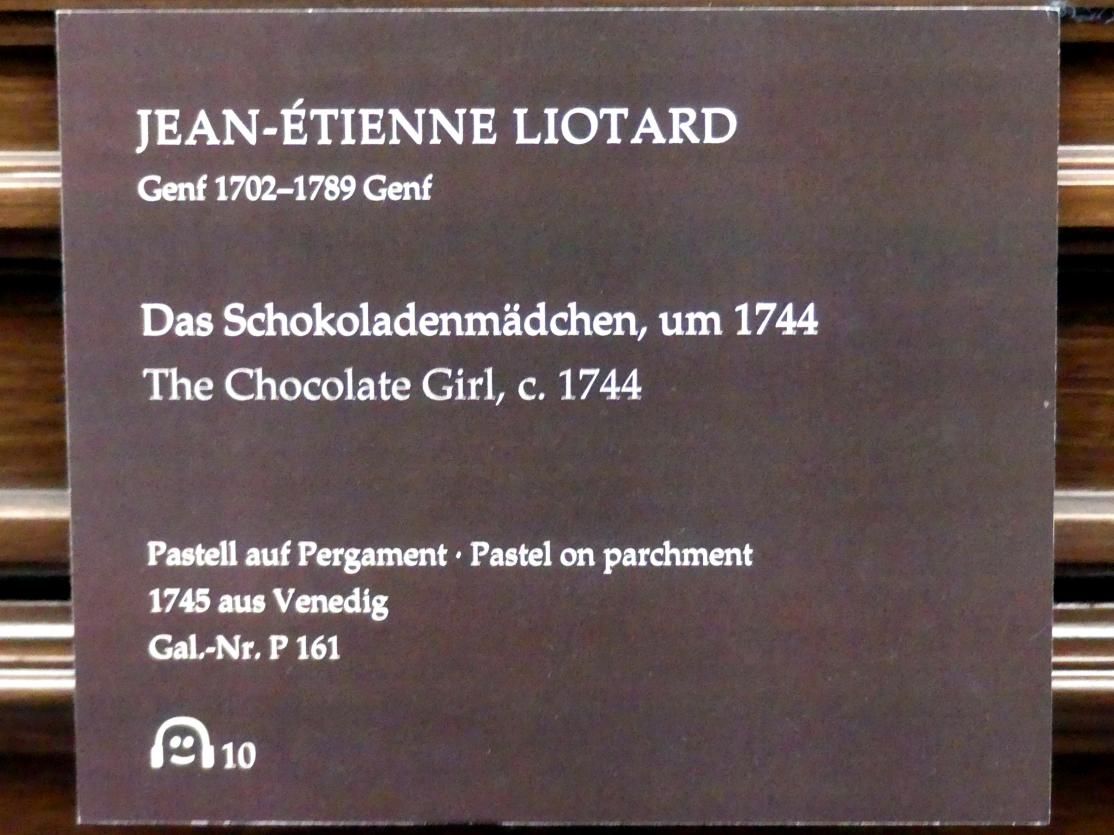 JEAN-ÉTIENNE LIOTARD
Genf 1702–1789 Genf
Das Schokoladenmädchen, um 1744
The Chocolate Girl, c. 1744
Pastell auf Pergament · Pastel on parchment
1745 aus Venedig
Gal.-Nr. P 161
10